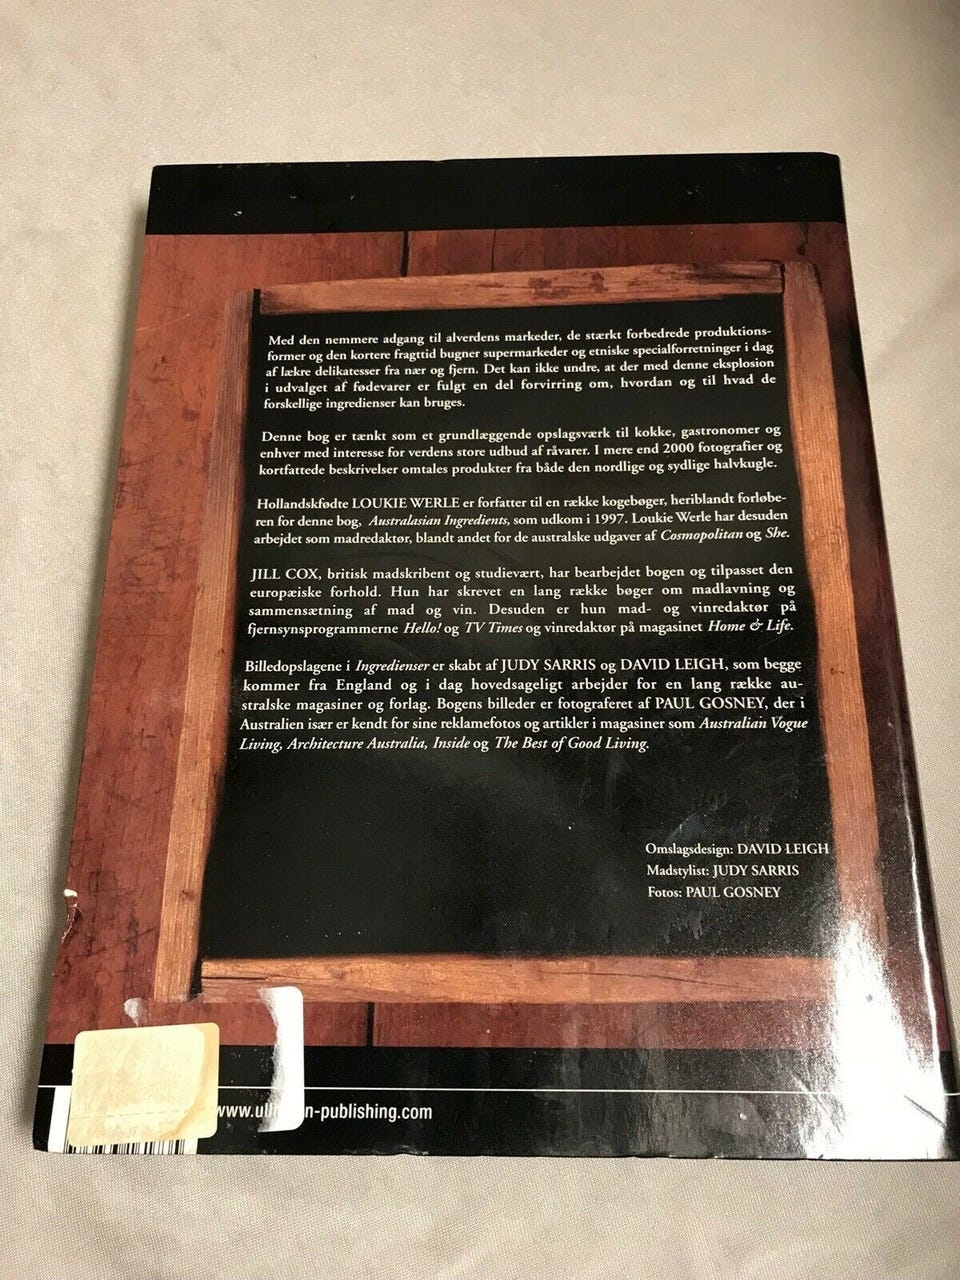 Med den nemmere adgang til alverdens markeder, de stærkt forbedrede produktions-
former og den kortere fragttid bugner supermarkeder og etniske specialforretninger i dag
af lækre delikatesser fra nær og fjern. Det kan ikke undre, at der med denne eksplosion
i udvalget af fødevarer er fulgt en del forvirring om, hvordan og til hvad de
forskellige ingredienser kan bruges.
Denne bog er tænkt som et grundlæggende opslagsværk til kokke, gastronomer og
enhver med interesse for verdens store udbud af råvarer. I mere end 2000 fotografier og
kortfattede beskrivelser omtales produkter fra både den nordlige og sydlige halvkugle.
Hollandskfødte LOUKIE WERLE er forfatter til en række kogebøger, heriblandt forløbe-
ren for denne bog, Australasian Ingredients, som udkom i 1997. Loukie Werle har desuden
arbejdet som madredaktør, blandt andet for de australske udgaver af Cosmopolitan og She.
JILL COX, britisk madskribent og studievært, har bearbejdet bogen og tilpasset den
europæiske forhold. Hun har skrevet en lang række bøger om madlavning og
sammensætning af mad og vin. Desuden er hun mad- og vinredaktør på
fjernsynsprogrammerne Hello! og TV Times og vinredaktør på magasinet Home & Life.
Billedopslagene i Ingredienser er skabt af JUDY SARRIS og DAVID LEIGH, som begge
kommer fra England og i dag hovedsageligt arbejder for en lang række au-
stralske magasiner og forlag. Bogens billeder er fotograferet af PAUL GOSNEY, der i
Australien især er kendt for sine reklamefotos og artikler i magasiner som Australian Vogue
Living, Architecture Australia, Inside og The Best of Good Living.
Omslagsdesign: DAVID LEIGH
Madstylist: JUDY SARRIS
Fotos: PAUL GOSNEY